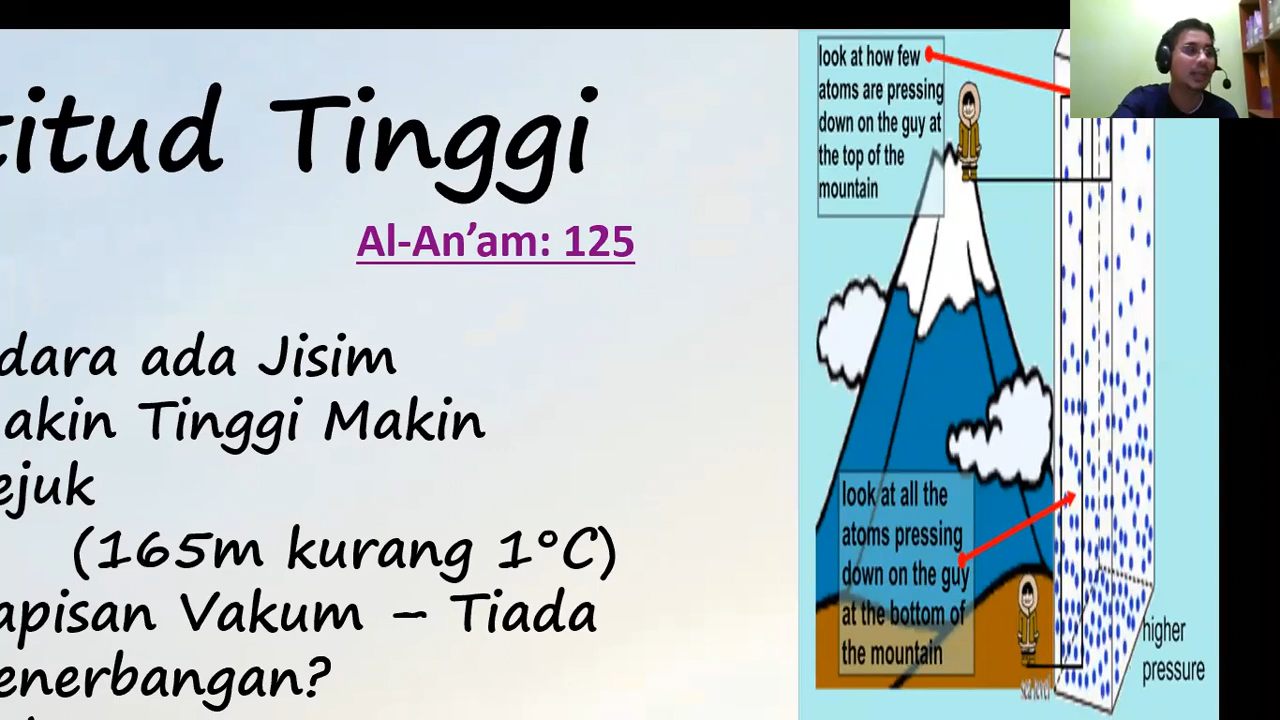 titud Tinggi
Al-An’am: 125
dara ada Jisim
akin Tinggi Makin
ejuk
(165m kurang 1°C)
apisan Vakum – Tiada
enerbangan?
look at how few
atoms are pressing
down on the guy at
the top of the
mountain
look at all the
atoms pressing
down on the guy
at the bottom of
the mountain
sea level
higher
pressure